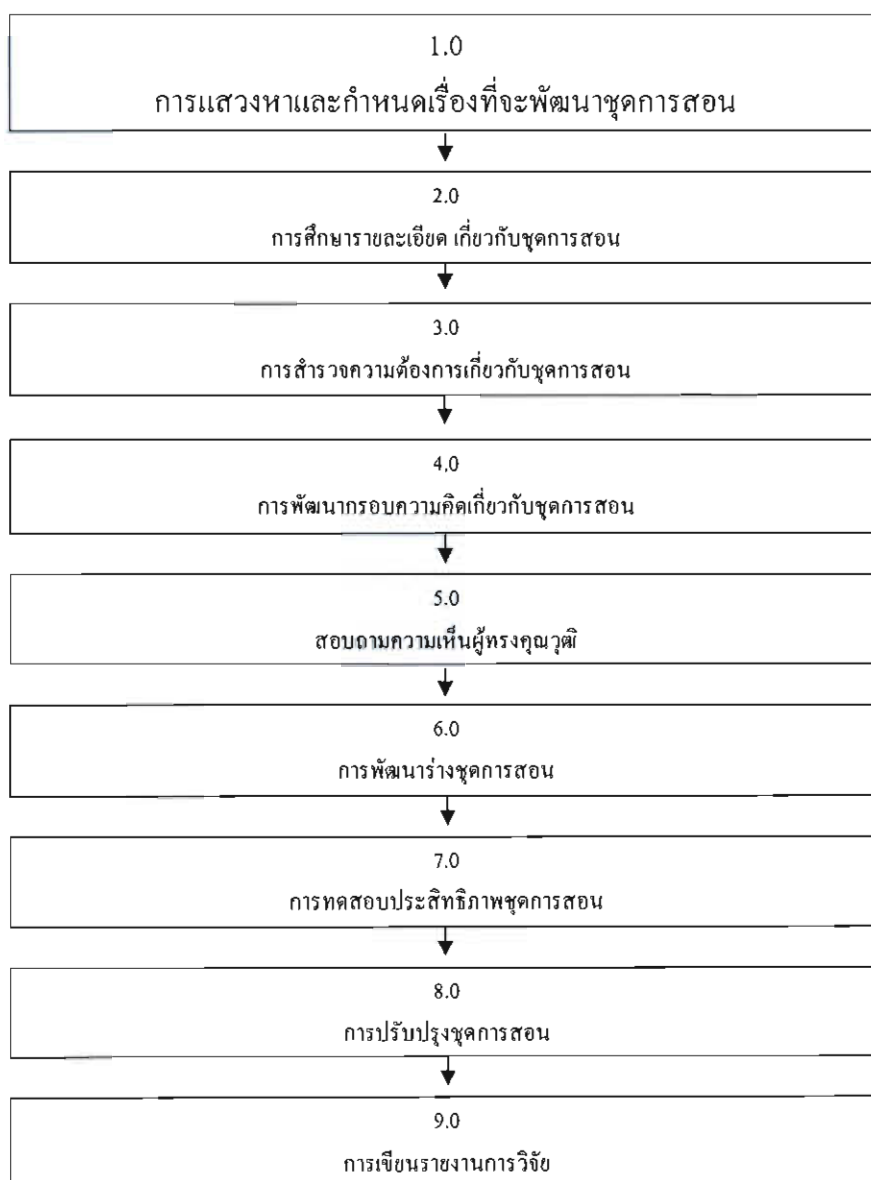 1.0
การแสวงหาและกำหนดเรื่องที่จะพัฒนาชุดการสอน
2.0
การศึกษารายละเอียด เกี่ยวกับชุดการสอน
3.0
การสำรวจความต้องการเกี่ยวกับชุดการสอน
4.0
การพัฒนากรอบความคิดเกี่ยวกับชุดการสอน
5.0
สอบถามความเห็นผู้ทรงคุณวุฒิ
6.0
การพัฒนาร่างชุดการสอน
7.0
การทดสอบประสิทธิภาพชุดการสอน
8.0
การปรับปรุงชุดการสอน
9.0
การเขียนรายงานการวิจัย